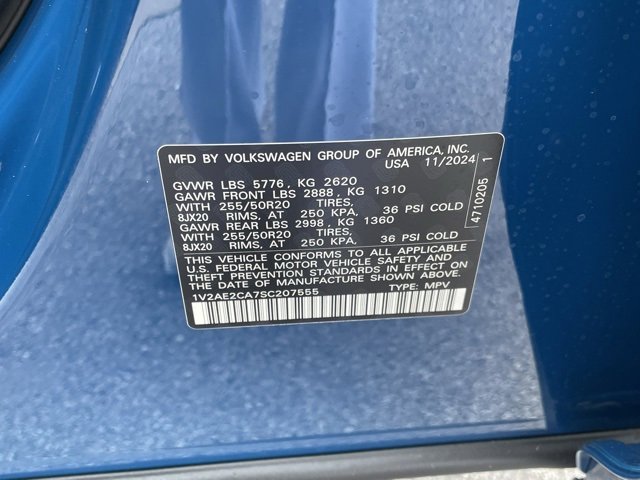 MFD BY VOLKSWAGEN GROUP OF AMERICA, INC.
USA 11/2024
GVWR LBS 5776, KG 2620
GAWR FRONT LBS 2888, KG 1310
WITH 255/50R20 TIRES,
8JX20 RIMS, AT 250 KPA, 36 PSI COLD
GAWR REAR LBS 2998, KG 1360
WITH 255/50R20 TIRES,
8JX20 RIMS, AT 250 KPA, 36 PSI COLD
THIS VEHICLE CONFORMS TO ALL APPLICABLE
U.S. FEDERAL MOTOR VEHICLE SAFETY AND
THEFT PREVENTION STANDARDS IN EFFECT ON
THE DATE OF MANUFACTURE SHOWN ABOVE.
1V2AE2CA7SC207555 TYPE: MPV
4710205 1